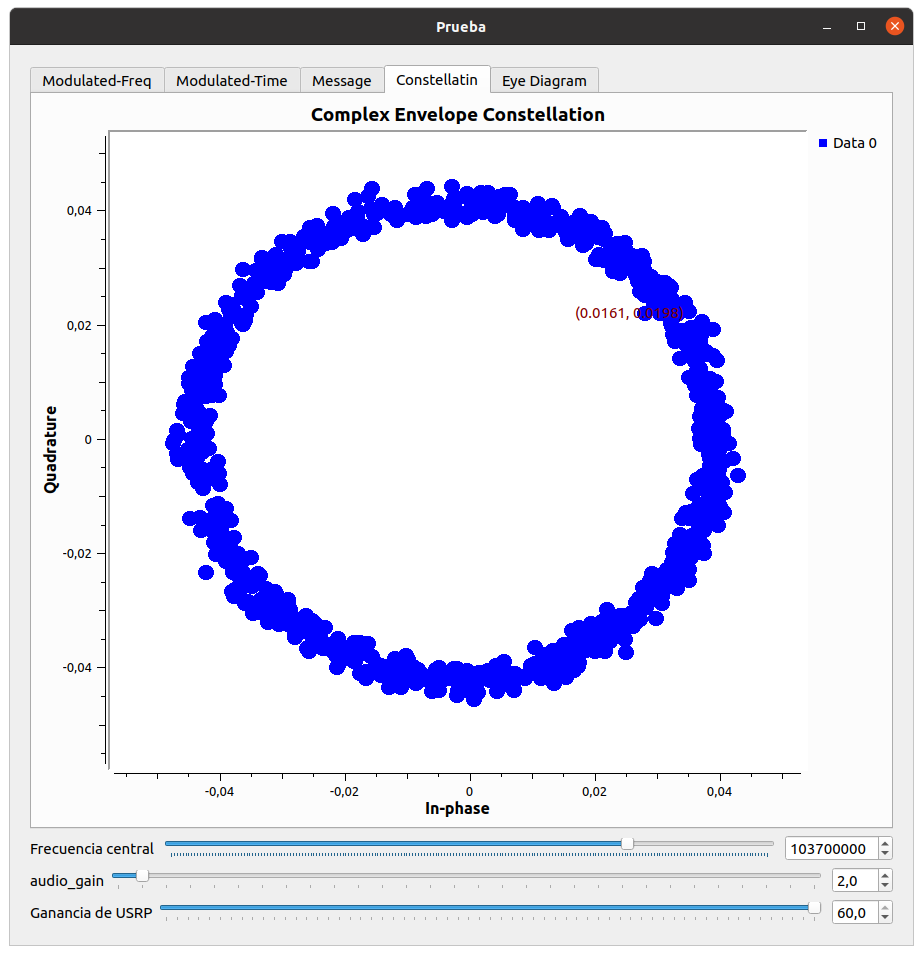 Prueba
Modulated-Freq Modulated-Time Message Constellatin Eye Diagram
Complex Envelope Constellation
Data 0
0,04
(0.0161, 0.0198)
0,02
0
-0,02
-0,04
Quadrature
-0,04 -0,02 0 0,02 0,04
In-phase
Frecuencia central 103700000
audio_gain 2,0
Ganancia de USRP 60,0